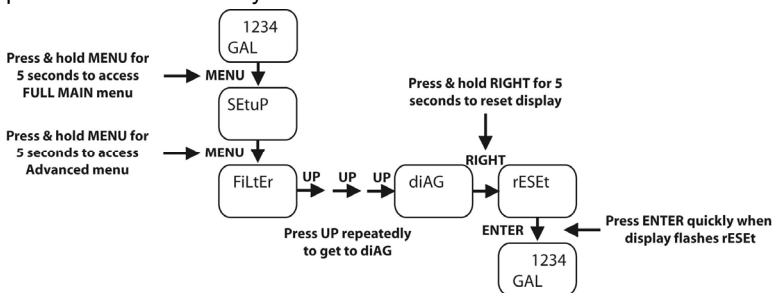 1234
GAL
Press & hold MENU for
5 seconds to access
FULL MAIN menu
MENU
SEtuP
Press & hold RIGHT for 5
seconds to reset display
Press & hold MENU for
5 seconds to access
Advanced menu
MENU
RIGHT
FiLtEr
UP
UP
UP
diAG
rESEt
Press UP repeatedly
to get to diAG
ENTER
Press ENTER quickly when
display flashes rESEt
1234
GAL